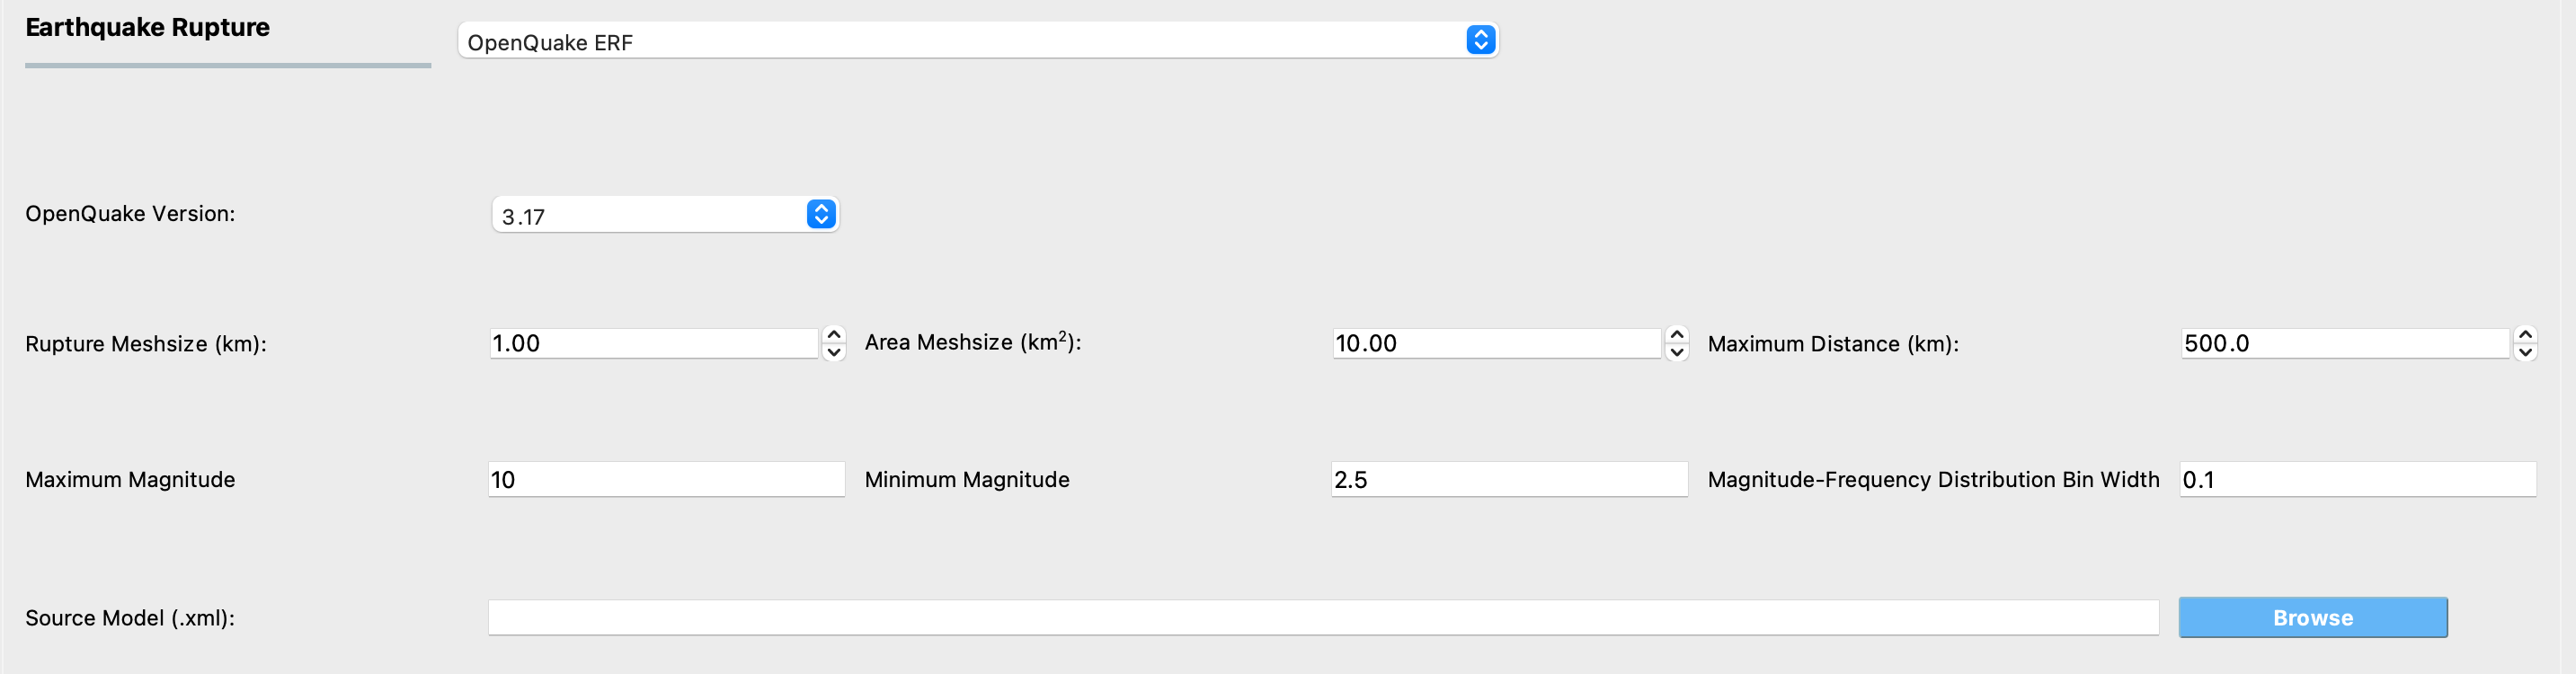 Earthquake Rupture
OpenQuake ERF
OpenQuake Version: 3.17
Rupture Meshsize (km): 1.00 Area Meshsize (km²): 10.00 Maximum Distance (km): 500.0
Maximum Magnitude 10 Minimum Magnitude 2.5 Magnitude-Frequency Distribution Bin Width 0.1
Source Model (.xml): Browse